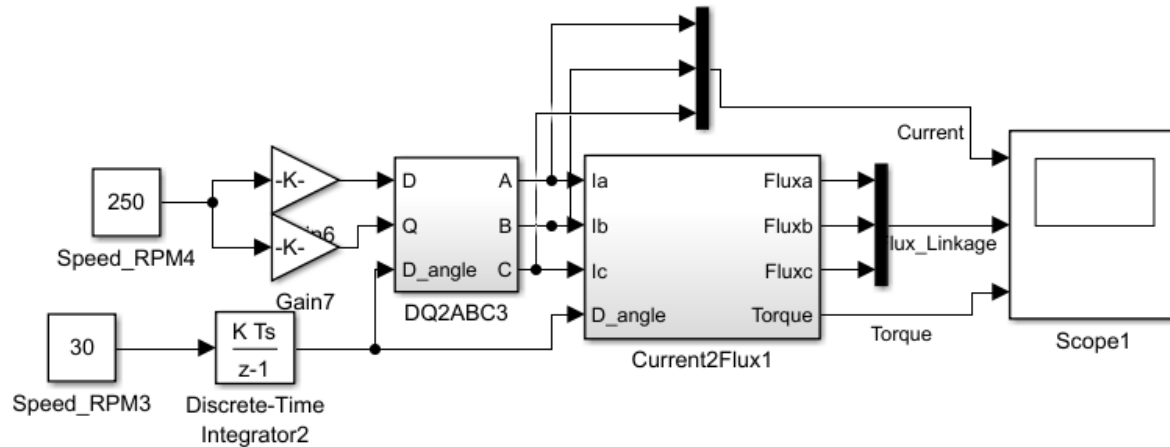 Current
250
-K-
-K-
Speed_RPM4
Gain7
D
Q
D_angle
A
B
C
DQ2ABC3
Ia
Ib
Ic
D_angle
Fluxa
Fluxb
Fluxc
Torque
Current2Flux1
lux_Linkage
Torque
Scope1
30
Speed_RPM3
K Ts
z-1
Discrete-Time
Integrator2